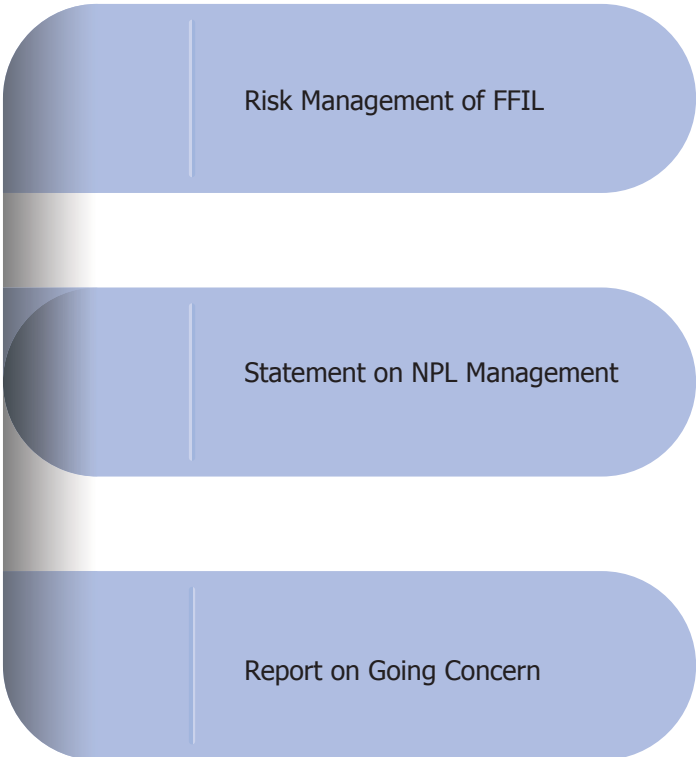 Risk Management of FFIL
Statement on NPL Management
Report on Going Concern